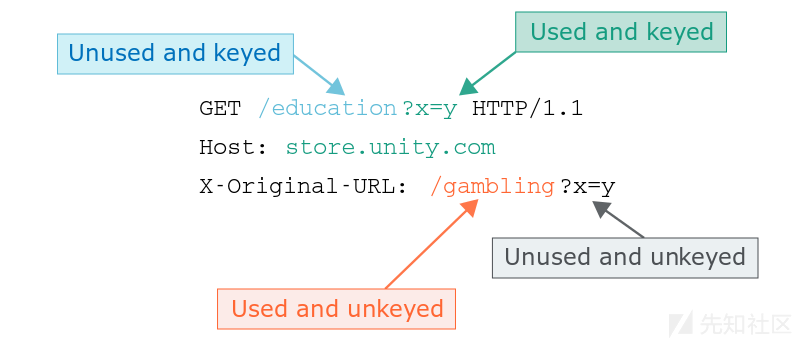 Unused and keyed
Used and keyed
GET /education?x=y HTTP/1.1
Host: store.unity.com
X-Original-URL: /gambling?x=y
Unused and unkeyed
Used and unkeyed
先知社区